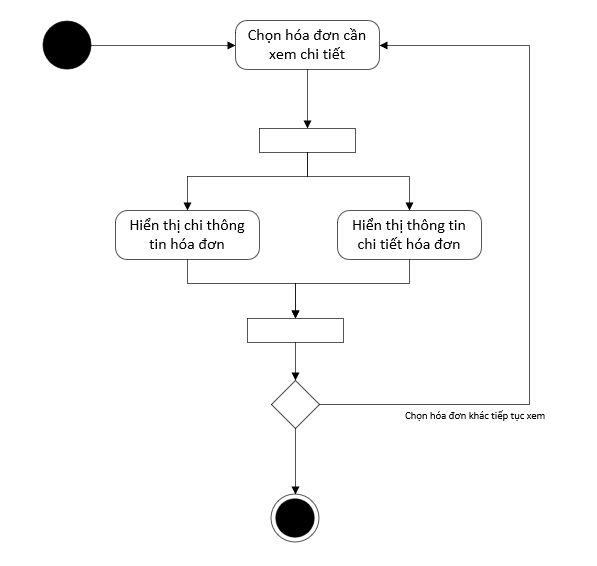 Chọn hóa đơn cần
xem chi tiết
Hiển thị chi thông
tin hóa đơn
Hiển thị thông tin
chi tiết hóa đơn
Chọn hóa đơn khác tiếp tục xem